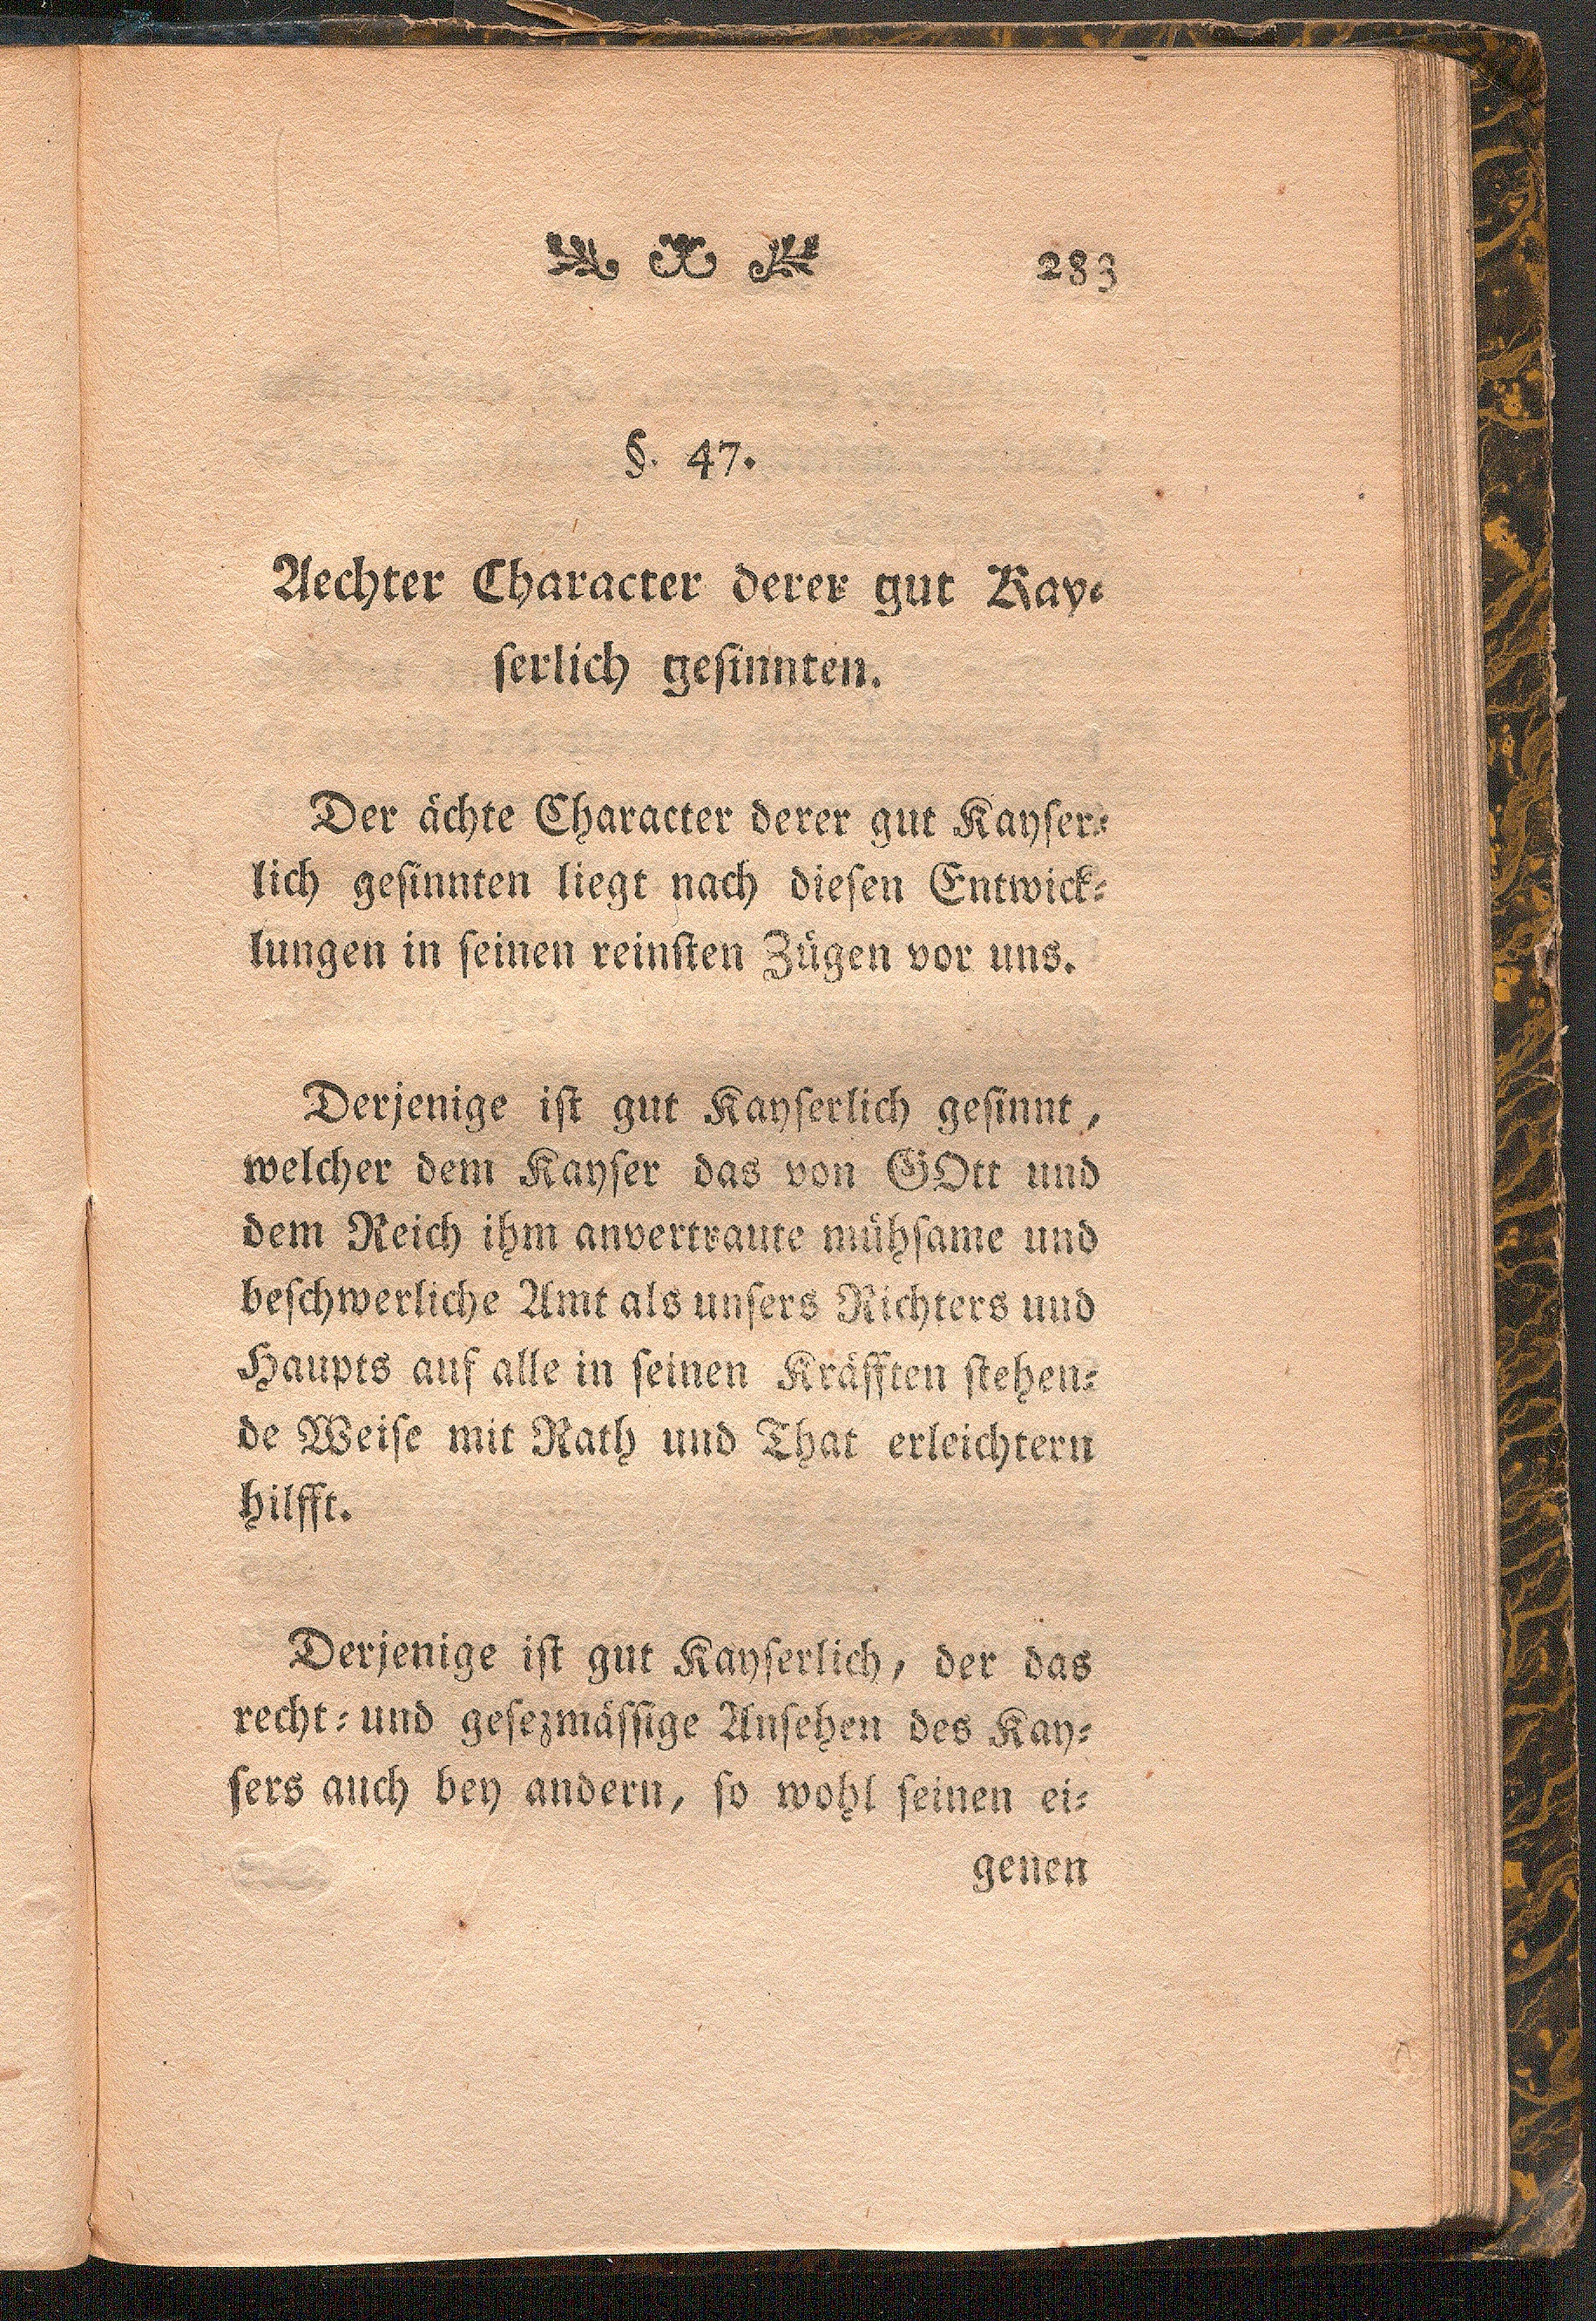 283
§. 47.
Aechter Character derer gut Kay⸗
ſerlich geſinnten.
Der ächte Character derer gut Kayſer⸗
lich geſinnten liegt nach dieſen Entwick⸗
lungen in ſeinen reinſten Zügen vor uns.
Derjenige iſt gut Kayſerlich geſinnt,
welcher dem Kayſer das von GOtt und
dem Reich ihm anvertraute mühſame und
beſchwerliche Amt als unſers Richters und
Haupts auf alle in ſeinen Kräfften ſtehen⸗
de Weiſe mit Rath und That erleichtern
hilfft.
Derjenige iſt gut Kayſerlich, der das
recht⸗ und geſezmäſſige Anſehen des Kay⸗
ſers auch bey andern, ſo wohl ſeinen ei⸗
genen